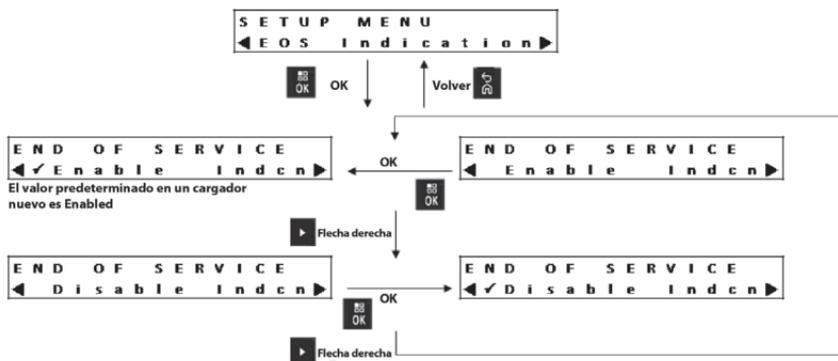 SETUP MENU
◀EOS Indication▶
OK OK Volver
END OF SERVICE
◀✓Enable Indcn▶
OK
OK
END OF SERVICE
◀ Enable Indcn▶
El valor predeterminado en un cargador
nuevo es Enabled
Flecha derecha
END OF SERVICE
◀ Disable Indcn▶
OK
OK
END OF SERVICE
◀✓Disable Indcn▶
Flecha derecha